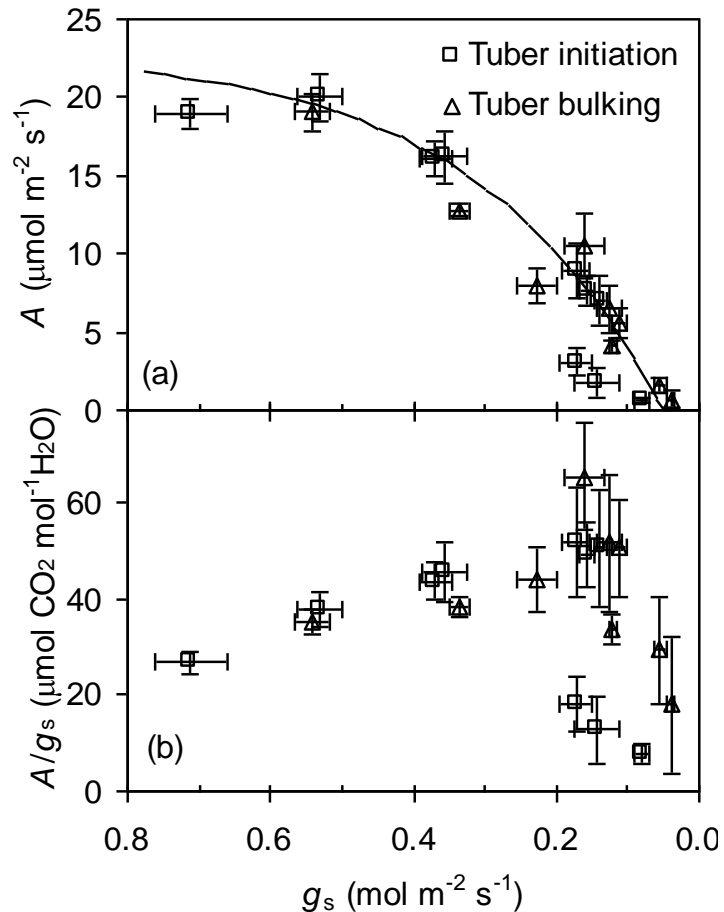 25
20
15
10
5
0
A (μmol m⁻² s⁻¹)
□ Tuber initiation
△ Tuber bulking
(a)
60
40
20
0
A/gs (μmol CO2 mol⁻¹H2O)
(b)
0.8 0.6 0.4 0.2 0.0
gs (mol m⁻² s⁻¹)